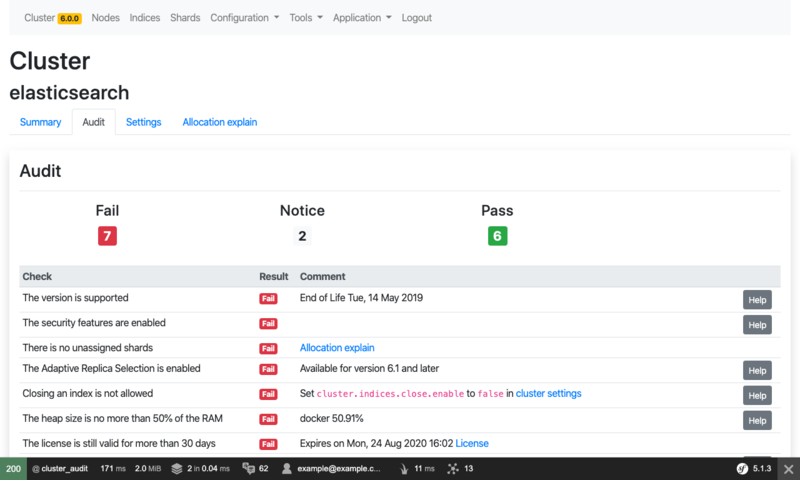 Cluster 6.0.0 Nodes Indices Shards Configuration Tools Application Logout
Cluster
elasticsearch
Summary Audit Settings Allocation explain
Audit
Fail Notice Pass
7 2 6
Check Result Comment
The version is supported Fail End of Life Tue, 14 May 2019 Help
The security features are enabled Fail Help
There is no unassigned shards Fail Allocation explain
The Adaptive Replica Selection is enabled Fail Available for version 6.1 and later Help
Closing an index is not allowed Fail Set cluster.indices.close.enable to false in cluster settings Help
The heap size is no more than 50% of the RAM Fail docker 50.91% Help
The license is still valid for more than 30 days Fail Expires on Mon, 24 Aug 2020 16:02 License
200 @ cluster_audit 171 ms 2.0 MiB 2 in 0.04 ms 62 example@example.c... 11 ms 13 sf 5.1.3